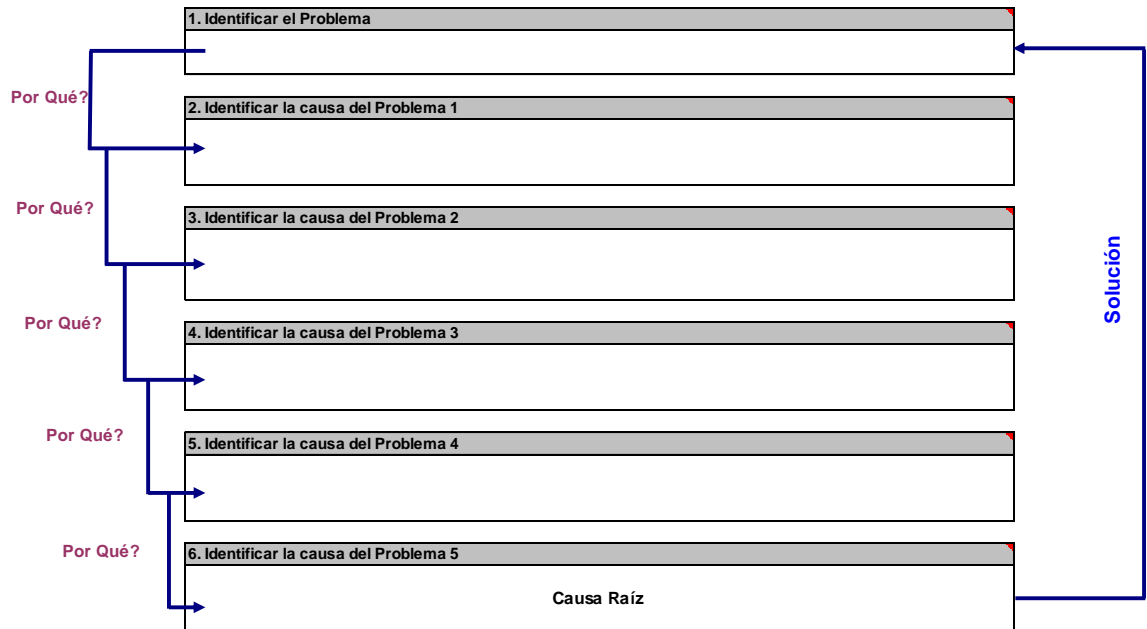 1. Identificar el Problema
Por Qué?
2. Identificar la causa del Problema 1
Por Qué?
3. Identificar la causa del Problema 2
Por Qué?
4. Identificar la causa del Problema 3
Por Qué?
5. Identificar la causa del Problema 4
Por Qué?
6. Identificar la causa del Problema 5
Causa Raíz
Solución